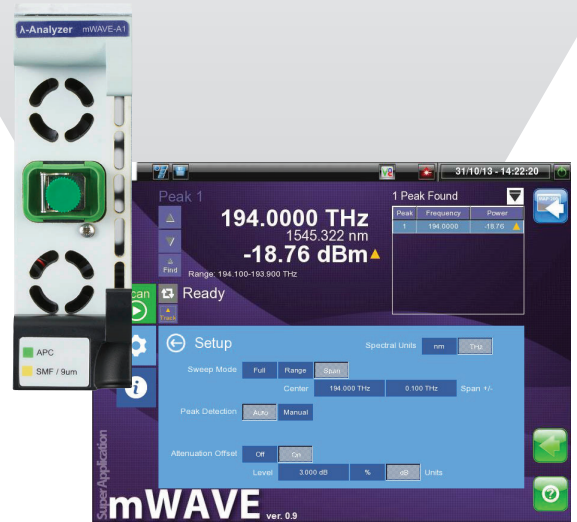 λ-Analyzer mWAVE-A1
APC
SMF / 9um
31/10/13 - 14:22:20
Peak 1
194.0000 THz
1545.322 nm
-18.76 dBm
Find
Range: 194.100-193.900 THz
1 Peak Found
Peak Frequency Power
1 194.0000 -18.76
can
Ready
Track
Setup
Spectral Units nm THz
Sweep Mode Full Range Span
Center 194.000 THz 0.100 THz Span +/-
Peak Detection Auto Manual
Attenuation Offset Off On
Level 3.000 dB % dB Units
Super Application
mWAVE ver. 0.9